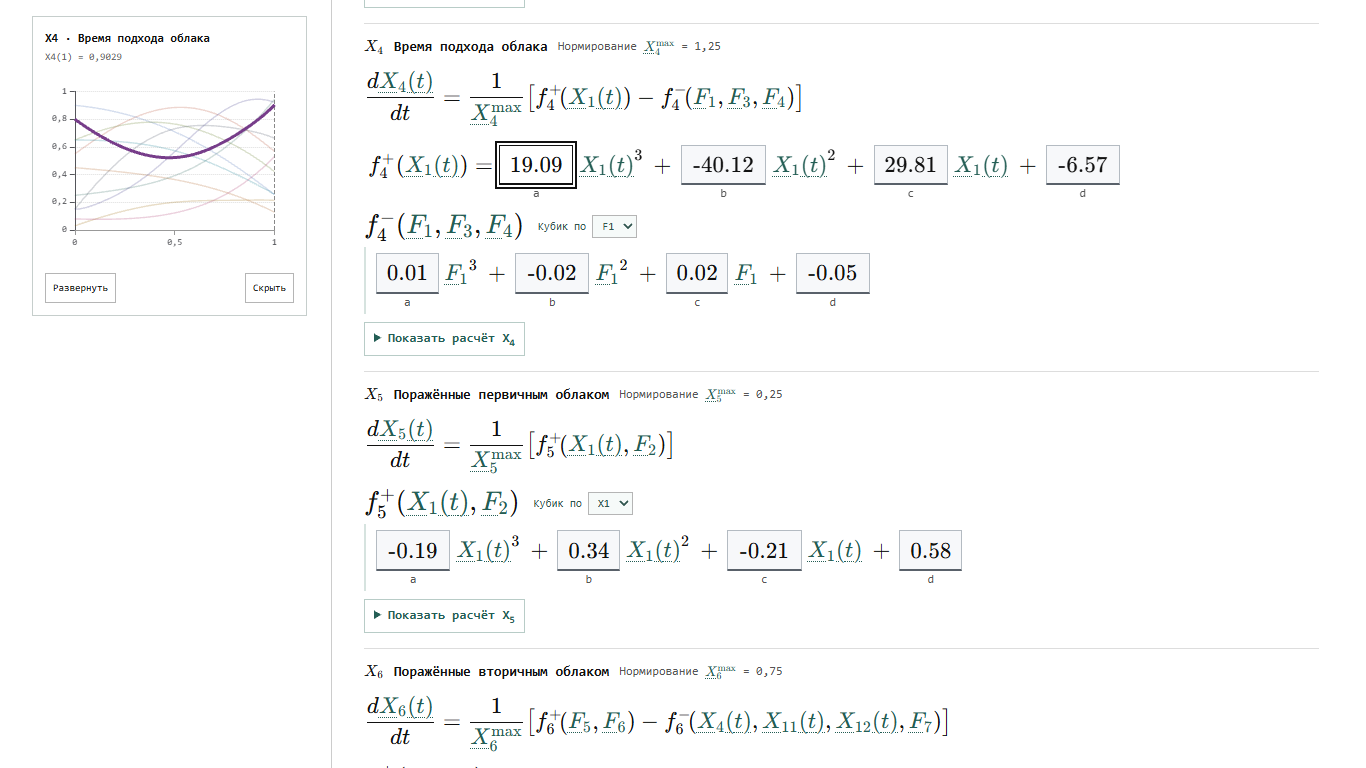 X4 · Время подхода облака
X4(1) = 0,9029
1
0,8
0,6
0,4
0,2
0
0 0,5 1
Развернуть Скрыть
X₄ Время подхода облака Нормирование X₄ᵐᵃˣ = 1,25
dX₄(t)/dt = 1/X₄ᵐᵃˣ [f₄⁺(X₁(t)) − f₄⁻(F₁, F₃, F₄)]
f₄⁺(X₁(t)) = 19.09 X₁(t)³ + -40.12 X₁(t)² + 29.81 X₁(t) + -6.57
a b c d
f₄⁻(F₁, F₃, F₄) Кубик по F1
0.01 F₁³ + -0.02 F₁² + 0.02 F₁ + -0.05
a b c d
▶ Показать расчёт X₄
X₅ Поражённые первичным облаком Нормирование X₅ᵐᵃˣ = 0,25
dX₅(t)/dt = 1/X₅ᵐᵃˣ [f₅⁺(X₁(t), F₂)]
f₅⁺(X₁(t), F₂) Кубик по X1
-0.19 X₁(t)³ + 0.34 X₁(t)² + -0.21 X₁(t) + 0.58
a b c d
▶ Показать расчёт X₅
X₆ Поражённые вторичным облаком Нормирование X₆ᵐᵃˣ = 0,75
dX₆(t)/dt = 1/X₆ᵐᵃˣ [f₆⁺(F₅, F₆) − f₆⁻(X₄(t), X₁₁(t), X₁₂(t), F₇)]